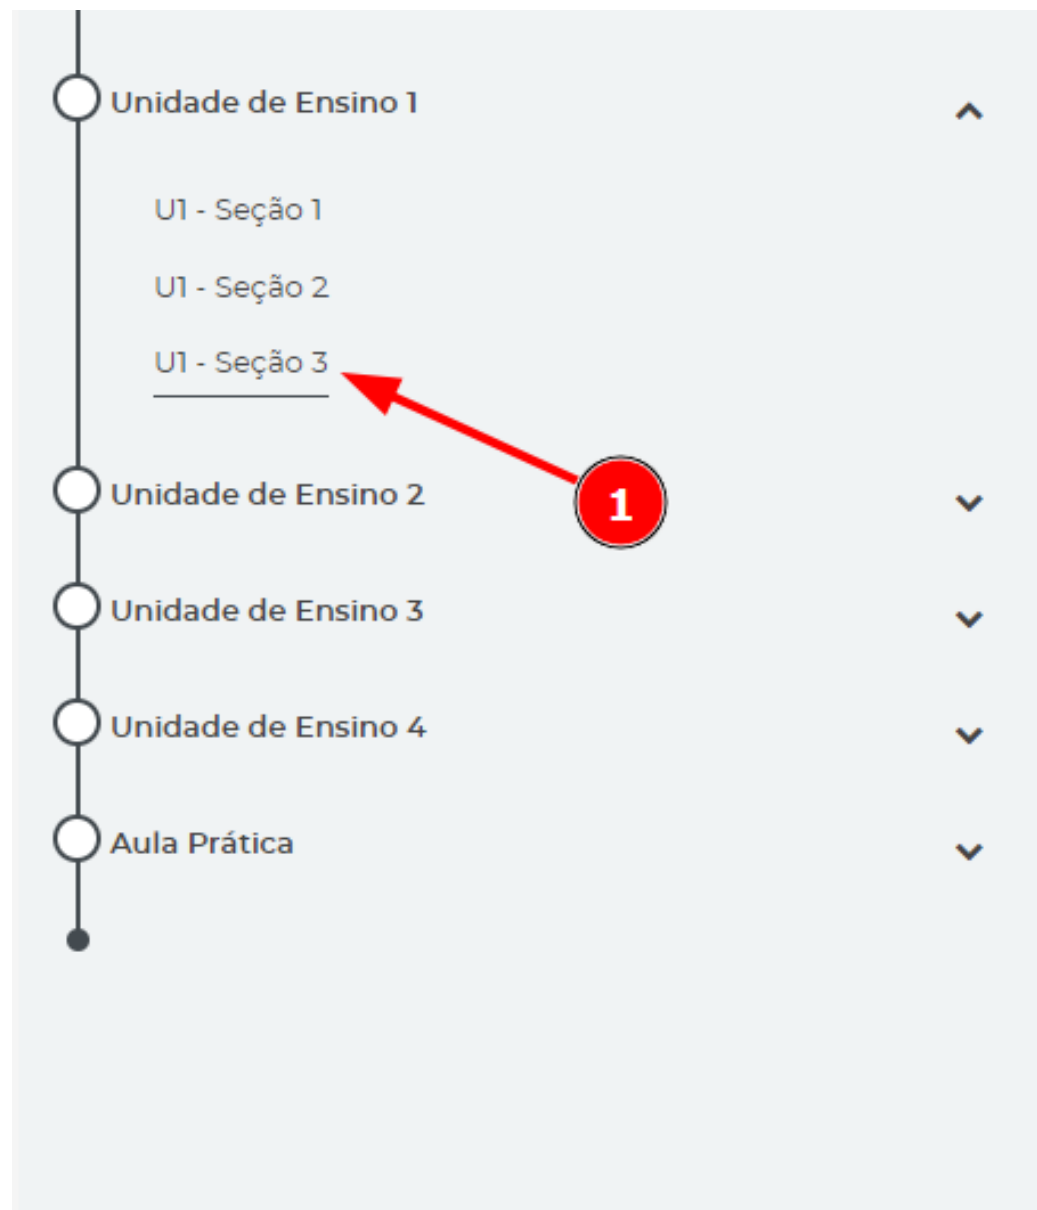 Unidade de Ensino 1
U1 - Seção 1
U1 - Seção 2
U1 - Seção 3
Unidade de Ensino 2
1
Unidade de Ensino 3
Unidade de Ensino 4
Aula Prática